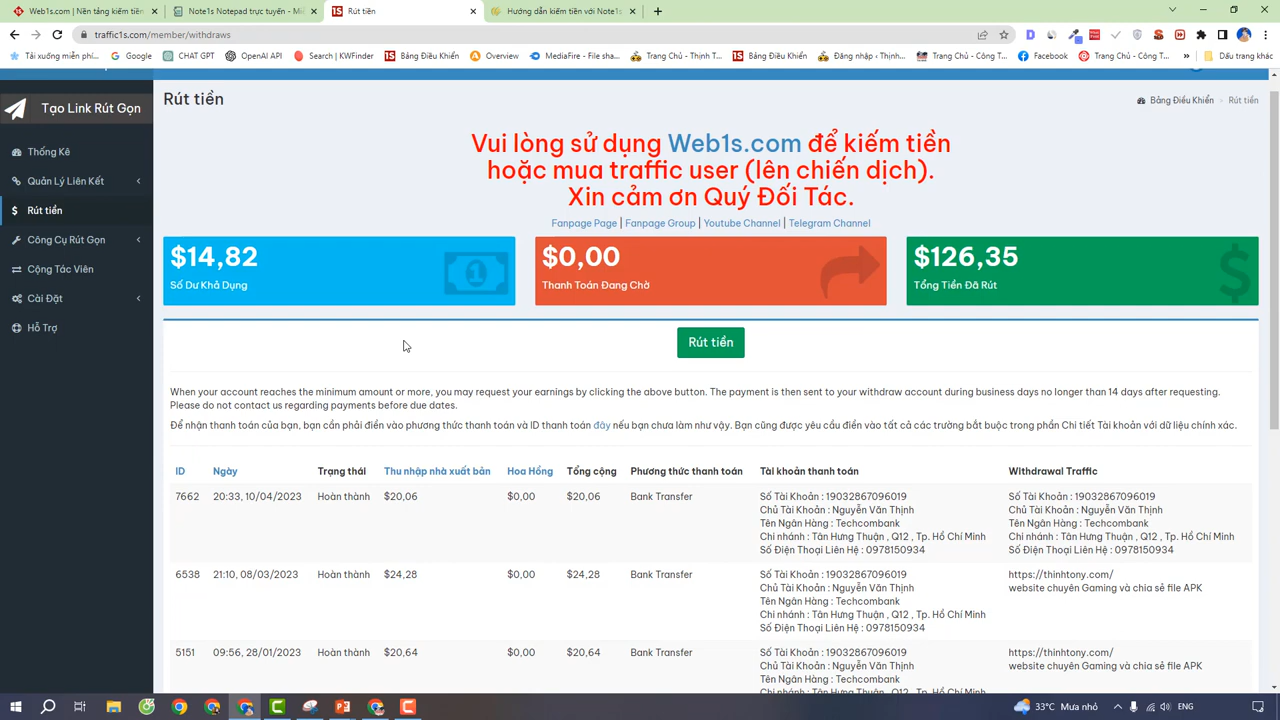 Web1s.com | Nền tảng kiếm tiền
Note1s Notepad trực tuyến - Mi
Rút tiền
Hướng dẫn kiếm tiền với Note1s
traffic1s.com/member/withdraws
Tải xuống miễn phí...
Google
CHAT GPT
OpenAI API
Search | KWFinder
Bảng Điều Khiển
Overview
MediaFire - File sha...
Trang Chủ - Thịnh T...
Bảng Điều Khiển
Đăng nhập ‹ Thịnh...
Trang Chủ - Công T...
Facebook
Trang Chủ - Công T...
»
Dấu trang khác
Tạo Link Rút Gọn
Thống Kê
Quản Lý Liên Kết
Rút tiền
Công Cụ Rút Gọn
Cộng Tác Viên
Cài Đặt
Hỗ Trợ
Rút tiền
Bảng Điều Khiển
Rút tiền
Vui lòng sử dụng Web1s.com để kiếm tiền
hoặc mua traffic user (lên chiến dịch).
Xin cảm ơn Quý Đối Tác.
Fanpage Page | Fanpage Group | Youtube Channel | Telegram Channel
$14,82
Số Dư Khả Dụng
$0,00
Thanh Toán Đang Chờ
$126,35
Tổng Tiền Đã Rút
Rút tiền
When your account reaches the minimum amount or more, you may request your earnings by clicking the above button. The payment is then sent to your withdraw account during business days no longer than 14 days after requesting.
Please do not contact us regarding payments before due dates.
Để nhận thanh toán của bạn, bạn cần phải điền vào phương thức thanh toán và ID thanh toán đây nếu bạn chưa làm như vậy. Bạn cũng được yêu cầu điền vào tất cả các trường bắt buộc trong phần Chi tiết Tài khoản với dữ liệu chính xác.
ID Ngày Trạng thái Thu nhập nhà xuất bản Hoa Hồng Tổng cộng Phương thức thanh toán Tài khoản thanh toán Withdrawal Traffic
7662 20:33, 10/04/2023 Hoàn thành $20,06 $0,00 $20,06 Bank Transfer Số Tài Khoản : 19032867096019 Số Tài Khoản : 19032867096019
Chủ Tài Khoản : Nguyễn Văn Thịnh Chủ Tài Khoản : Nguyễn Văn Thịnh
Tên Ngân Hàng : Techcombank Tên Ngân Hàng : Techcombank
Chi nhánh : Tân Hưng Thuận , Q12 , Tp. Hồ Chí Minh Chi nhánh : Tân Hưng Thuận , Q12 , Tp. Hồ Chí Minh
Số Điện Thoại Liên Hệ : 0978150934 Số Điện Thoại Liên Hệ : 0978150934
6538 21:10, 08/03/2023 Hoàn thành $24,28 $0,00 $24,28 Bank Transfer Số Tài Khoản : 19032867096019 https://thinhtony.com/
Chủ Tài Khoản : Nguyễn Văn Thịnh website chuyên Gaming và chia sẻ file APK
Tên Ngân Hàng : Techcombank
Chi nhánh : Tân Hưng Thuận , Q12 , Tp. Hồ Chí Minh
Số Điện Thoại Liên Hệ : 0978150934
5151 09:56, 28/01/2023 Hoàn thành $20,64 $0,00 $20,64 Bank Transfer Số Tài Khoản : 19032867096019 https://thinhtony.com/
Chủ Tài Khoản : Nguyễn Văn Thịnh website chuyên Gaming và chia sẻ file APK
Tên Ngân Hàng : Techcombank
Chi nhánh : Tân Hưng Thuận , Q12 , Tp. Hồ Chí Minh
33°C Mưa nhỏ
ENG